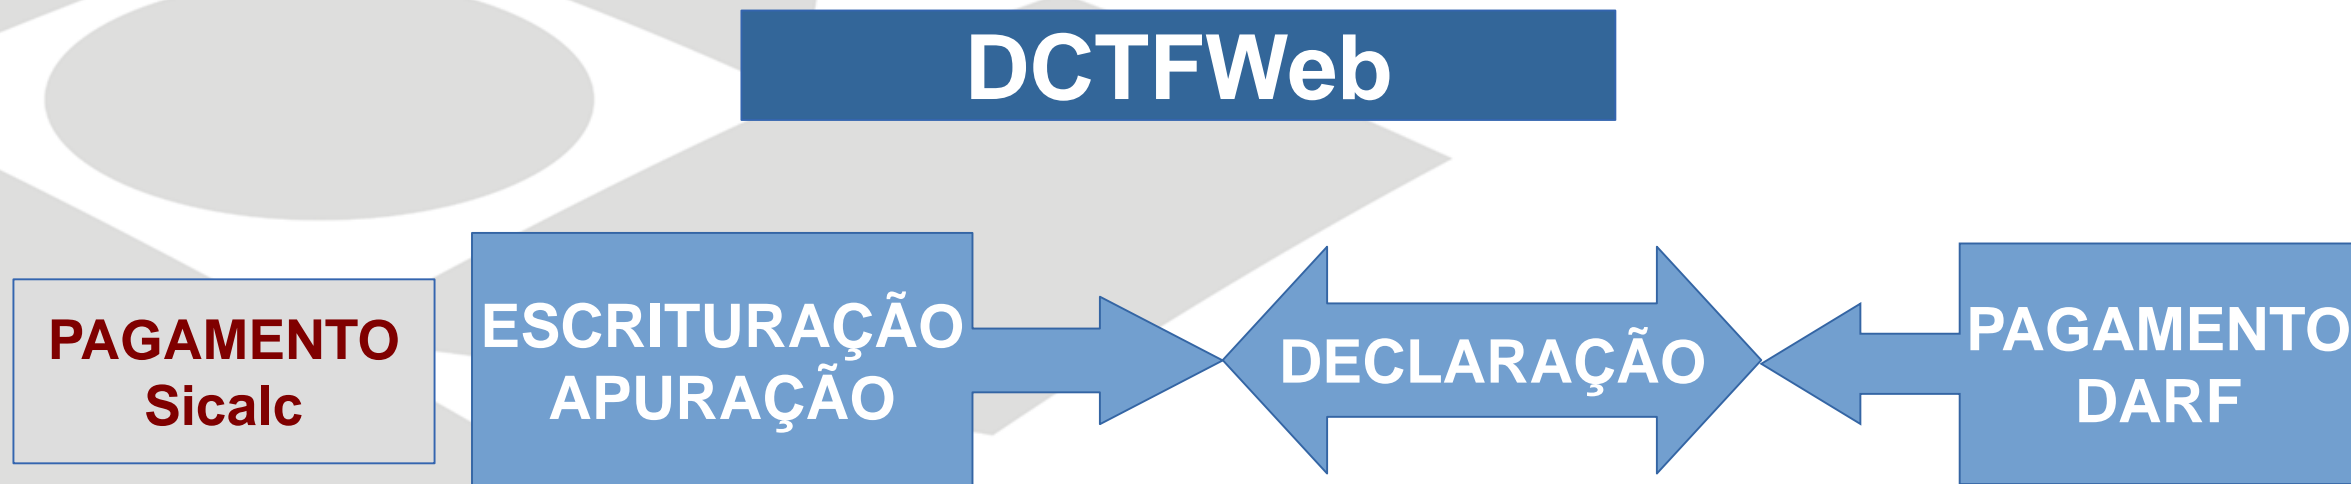 DCTFWeb
PAGAMENTO
Sicalc
ESCRITURAÇÃO
APURAÇÃO
DECLARAÇÃO
PAGAMENTO
DARF